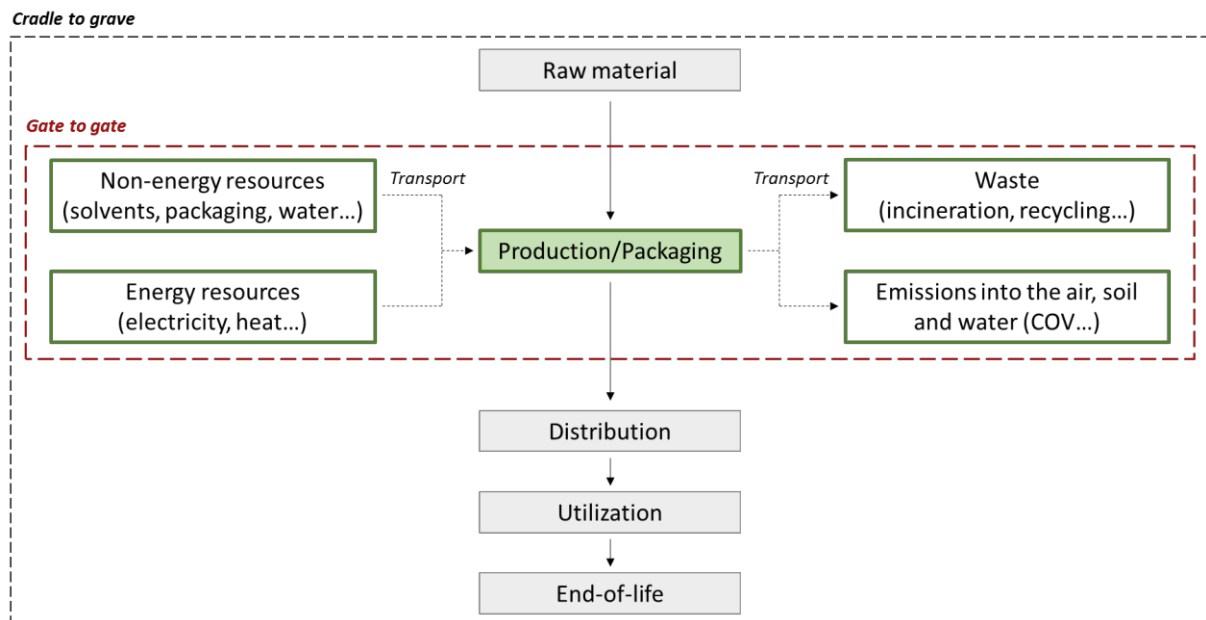 Cradle to grave
Raw material
Gate to gate
Non-energy resources
(solvents, packaging, water…)
Transport
Transport
Waste
(incineration, recycling…)
Production/Packaging
Energy resources
(electricity, heat…)
Emissions into the air, soil
and water (COV…)
Distribution
Utilization
End-of-life